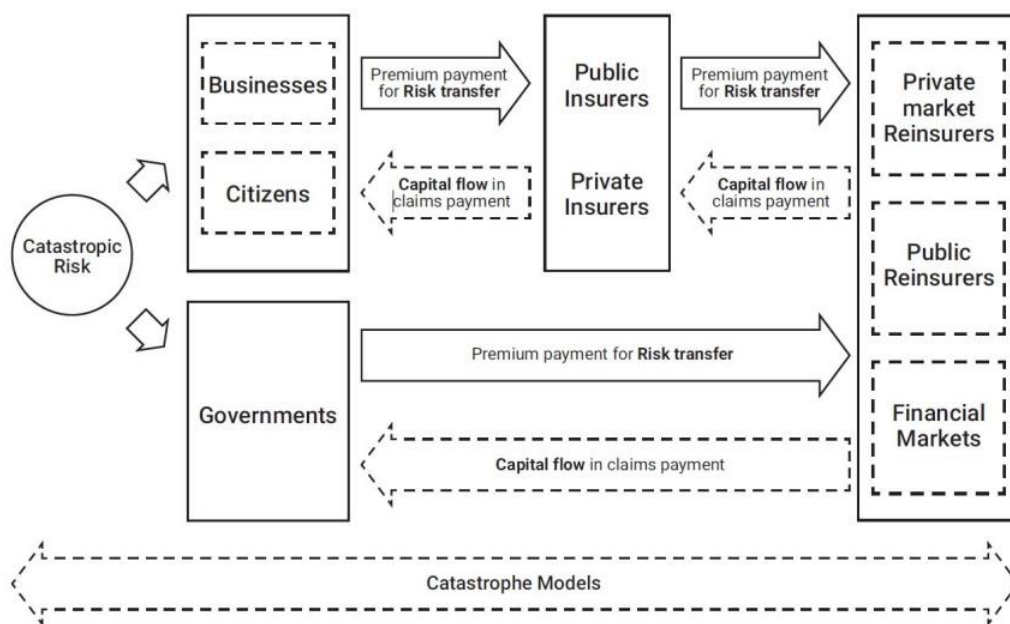 Businesses
Citizens
Premium payment
for Risk transfer
Capital flow in
claims payment
Public
Insurers
Private
Insurers
Premium payment
for Risk transfer
Capital flow in
claims payment
Private
market
Reinsurers
Public
Reinsurers
Financial
Markets
Catastropic
Risk
Governments
Premium payment for Risk transfer
Capital flow in claims payment
Catastrophe Models